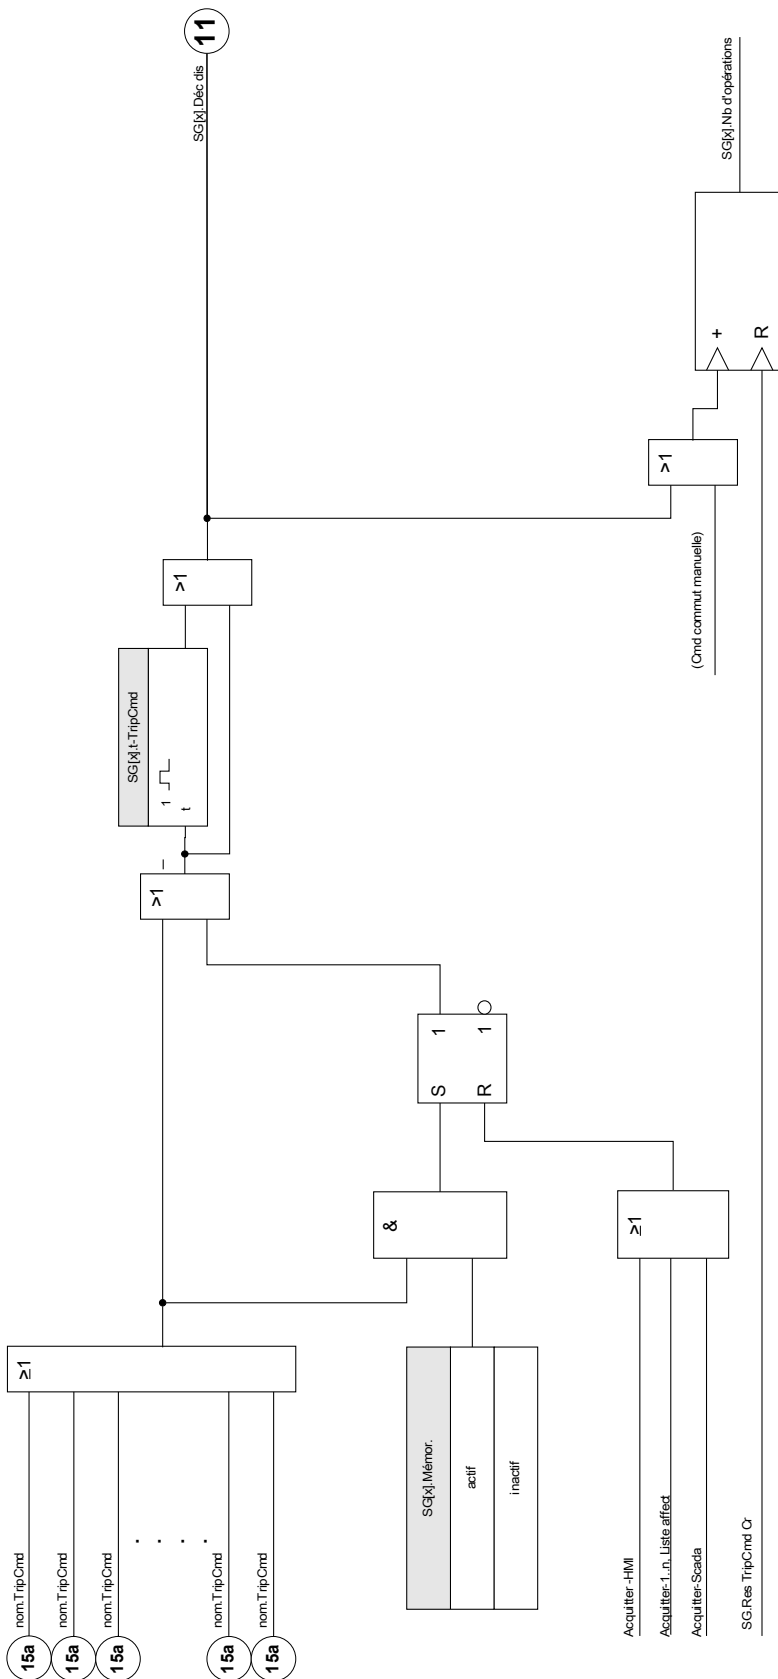 11
SG[x].Déc dis
SG[x].Nb d'opérations
+
R
>1
(Cmd commut manuelle)
>1
SG[x].t-TripCmd
1
t
>1
S
1
R
1
&
≥1
≥1
SG[x].Mémor.
actif
inactif
nom.TripCmd
15a
nom.TripCmd
15a
nom.TripCmd
15a
. . . .
nom.TripCmd
15a
nom.TripCmd
15a
Acquitter -HMI
Acquitter-1..n, Liste affect
Acquitter-Scada
SG.Res TripCmd Cr